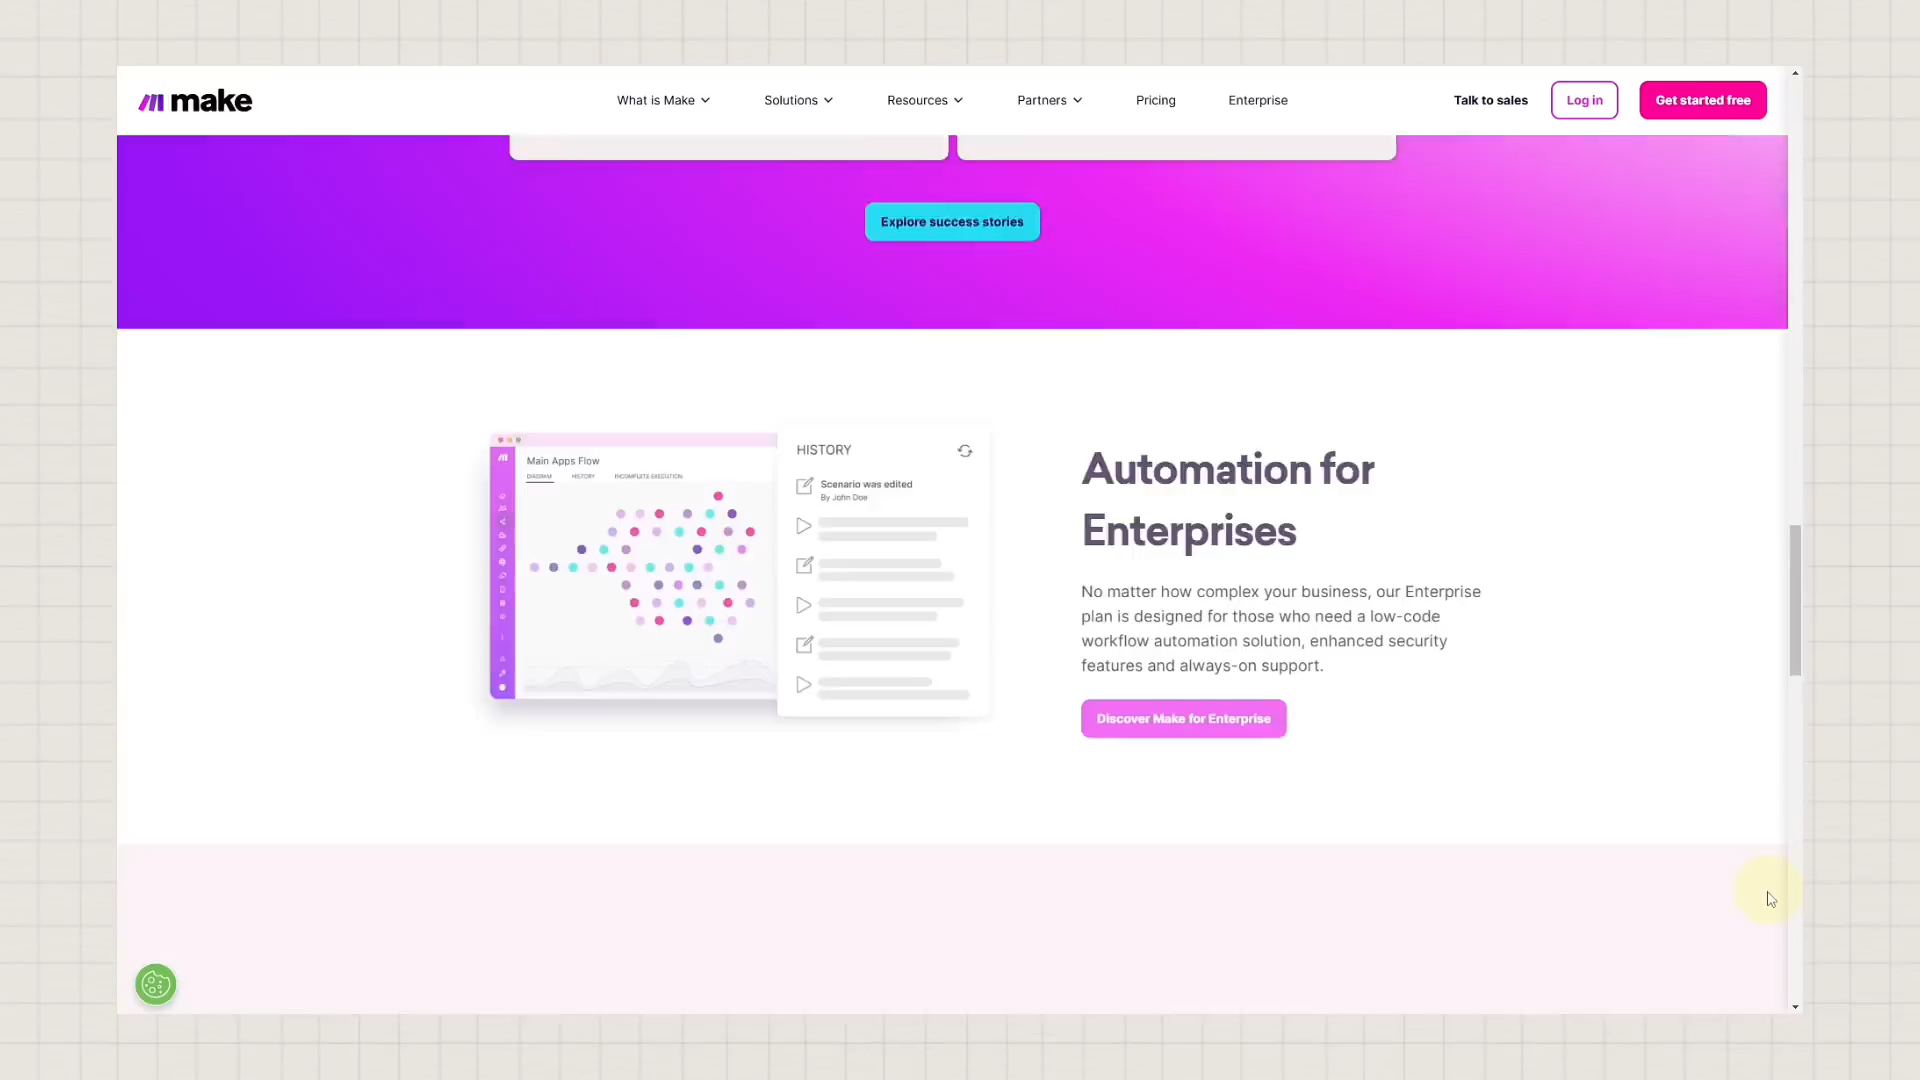 make
What is Make
Solutions
Resources
Partners
Pricing
Enterprise
Talk to sales
Log in
Get started free
Explore success stories
Main Apps Flow
DIAGRAM HISTORY INCOMPLETE EXECUTION
HISTORY
Scenario was edited
By John Doe
Automation for
Enterprises
No matter how complex your business, our Enterprise
plan is designed for those who need a low-code
workflow automation solution, enhanced security
features and always-on support.
Discover Make for Enterprise